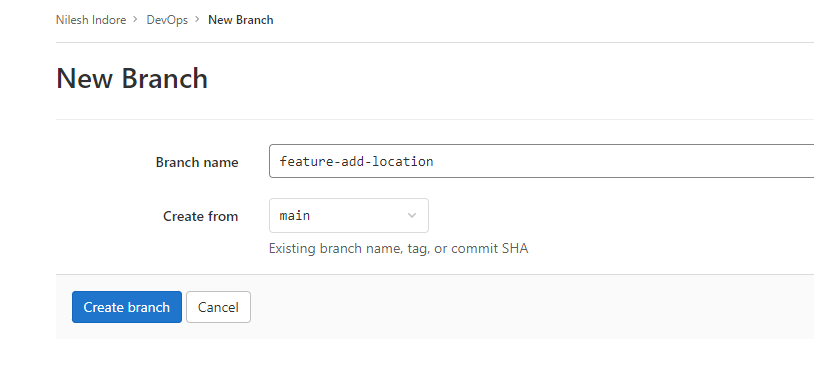 Nilesh Indore > DevOps > New Branch
New Branch
Branch name feature-add-location
Create from main
Existing branch name, tag, or commit SHA
Create branch Cancel